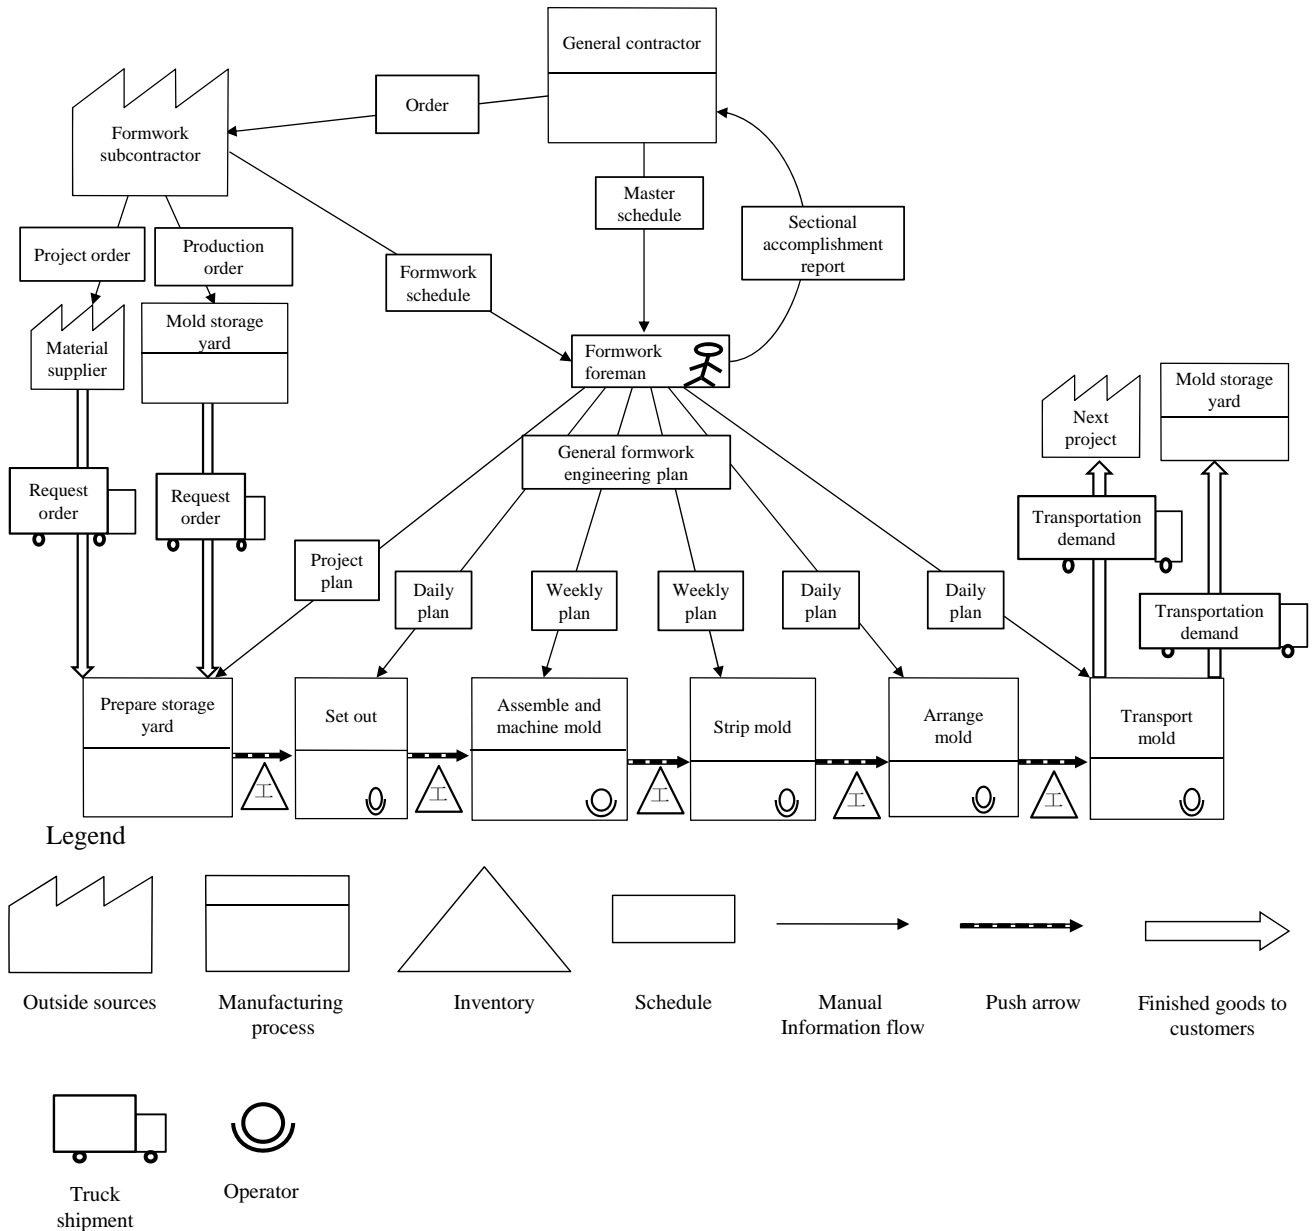 General contractor
Order
Formwork
subcontractor
Master
schedule
Sectional
accomplishment
report
Project order
Production
order
Formwork
schedule
Mold storage
yard
Material
supplier
Formwork
foreman
Next
project
Mold storage
yard
General formwork
engineering plan
Request
order
Request
order
Transportation
demand
Project
plan
Daily
plan
Weekly
plan
Weekly
plan
Daily
plan
Daily
plan
Transportation
demand
Prepare storage
yard
Set out
Assemble and
machine mold
Strip mold
Arrange
mold
Transport
mold
I
I
I
I
I
Legend
Outside sources
Manufacturing
process
Inventory
Schedule
Manual
Information flow
Push arrow
Finished goods to
customers
Truck
shipment
Operator